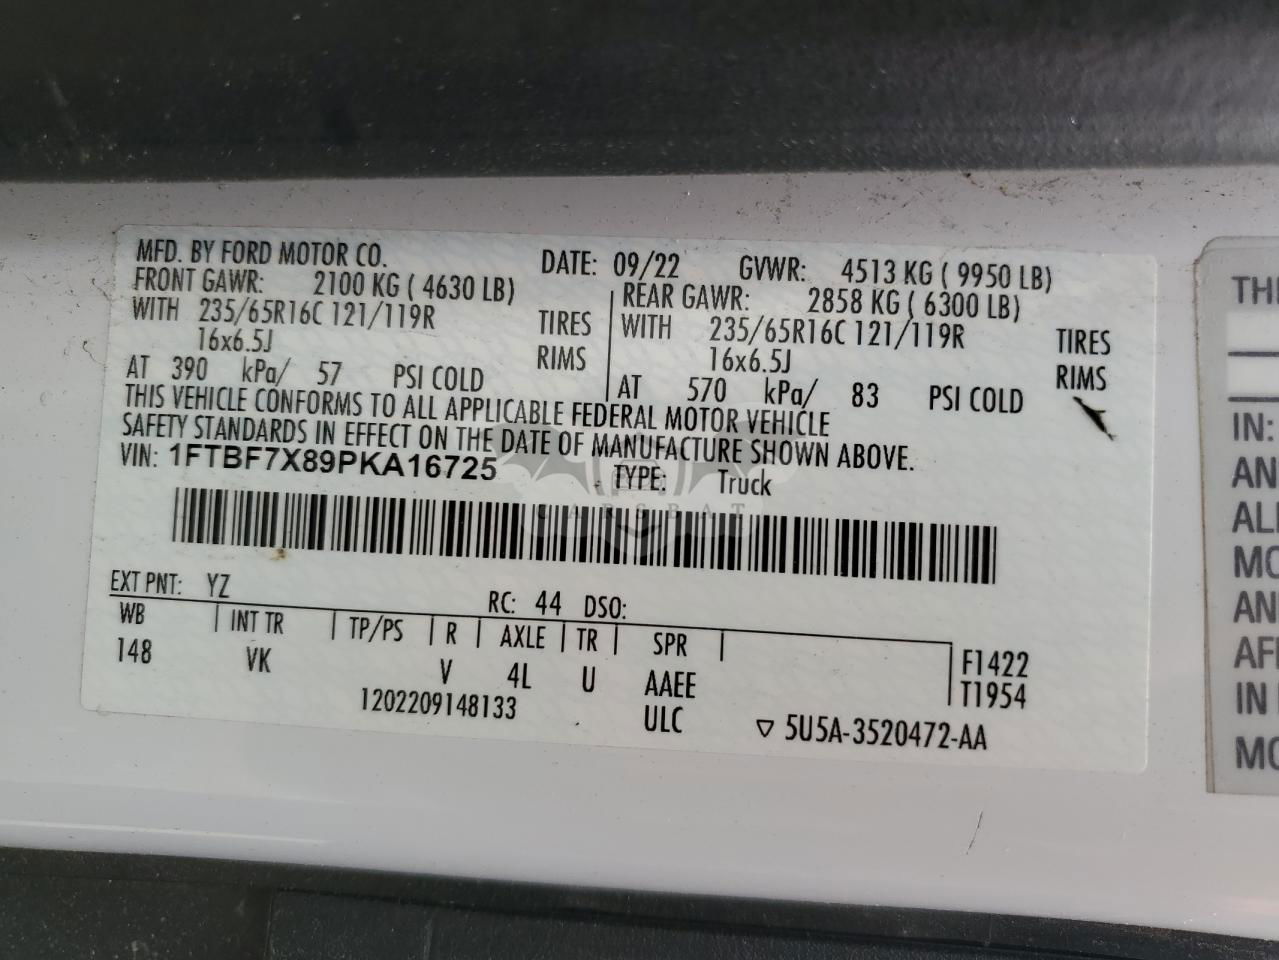 MFD. BY FORD MOTOR CO. DATE: 09/22 GVWR: 4513 KG ( 9950 LB)
FRONT GAWR: 2100 KG ( 4630 LB) REAR GAWR: 2858 KG ( 6300 LB)
WITH 235/65R16C 121/119R TIRES WITH 235/65R16C 121/119R TIRES
16x6.5J RIMS 16x6.5J RIMS
AT 390 kPa/ 57 PSI COLD AT 570 kPa/ 83 PSI COLD
THIS VEHICLE CONFORMS TO ALL APPLICABLE FEDERAL MOTOR VEHICLE
SAFETY STANDARDS IN EFFECT ON THE DATE OF MANUFACTURE SHOWN ABOVE.
VIN: 1FTBF7X89PKA16725 TYPE: Truck
CARSBAT
EXT PNT: YZ RC: 44 DSO:
WB INT TR TP/PS R AXLE TR SPR
148 VK V 4L U AAEE F1422
T1954
1202209148133 ULC ▽ 5U5A-3520472-AA
IN:
MO
IN